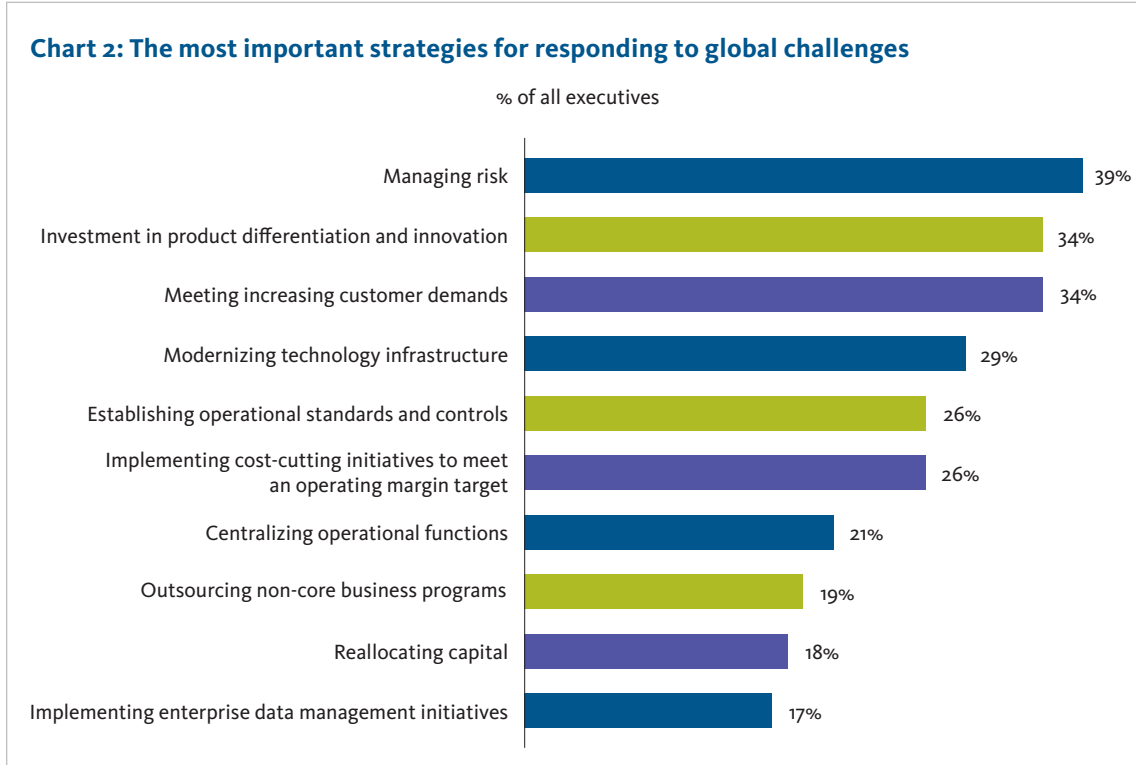 Chart 2: The most important strategies for responding to global challenges
% of all executives
Managing risk 39%
Investment in product differentiation and innovation 34%
Meeting increasing customer demands 34%
Modernizing technology infrastructure 29%
Establishing operational standards and controls 26%
Implementing cost-cutting initiatives to meet
an operating margin target 26%
Centralizing operational functions 21%
Outsourcing non-core business programs 19%
Reallocating capital 18%
Implementing enterprise data management initiatives 17%